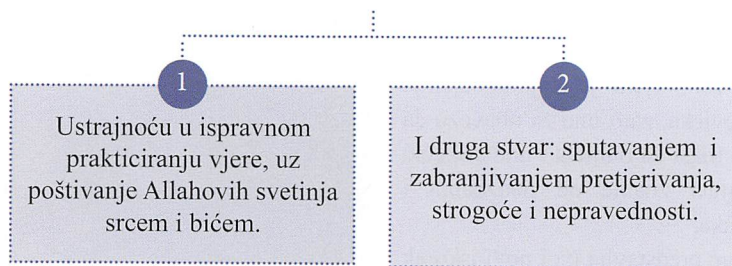 1
Ustrajnoću u ispravnom
prakticiranju vjere, uz
poštivanje Allahovih svetinja
srcem i bićem.
2
I druga stvar: sputavanjem i
zabranjivanjem pretjerivanja,
strogoće i nepravednosti.